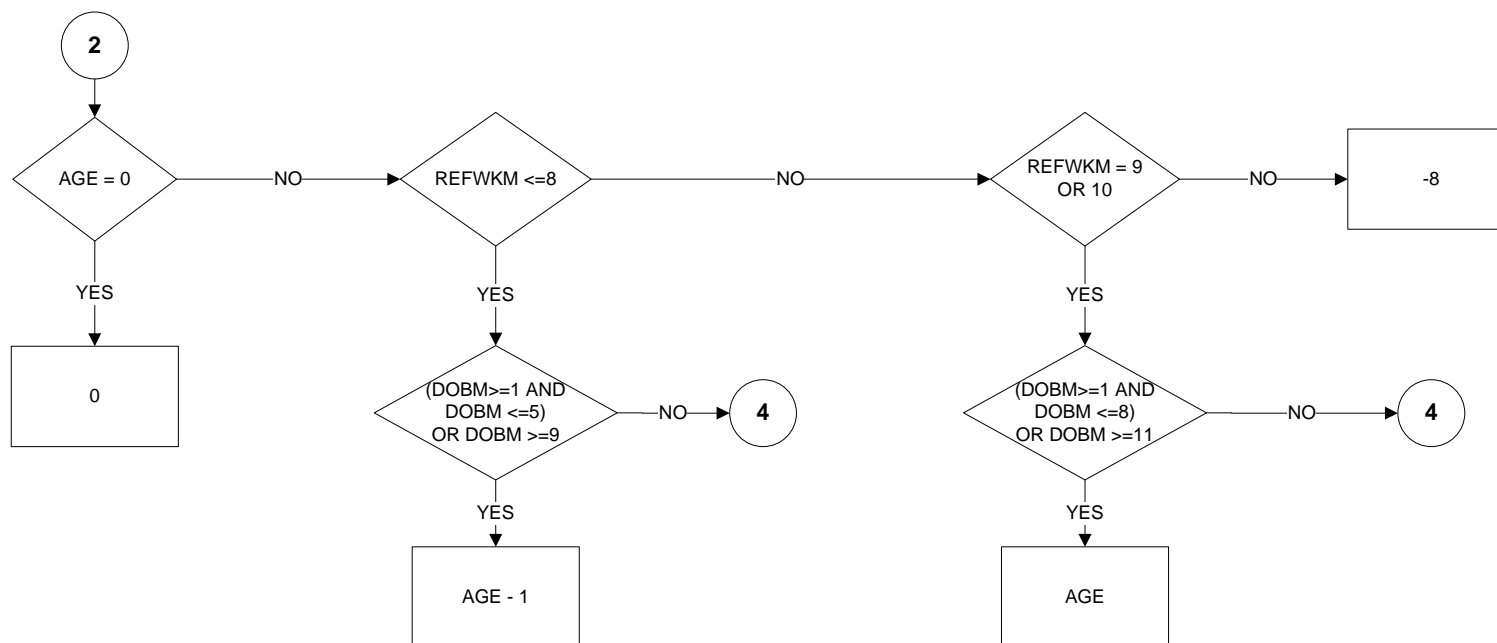 2
AGE = 0
NO
REFWKM <=8
NO
REFWKM = 9
OR 10
NO
-8
YES
YES
YES
0
(DOBM>=1 AND
DOBM <=5)
OR DOBM >=9
NO
4
(DOBM>=1 AND
DOBM <=8)
OR DOBM >=11
NO
4
YES
YES
AGE - 1
AGE